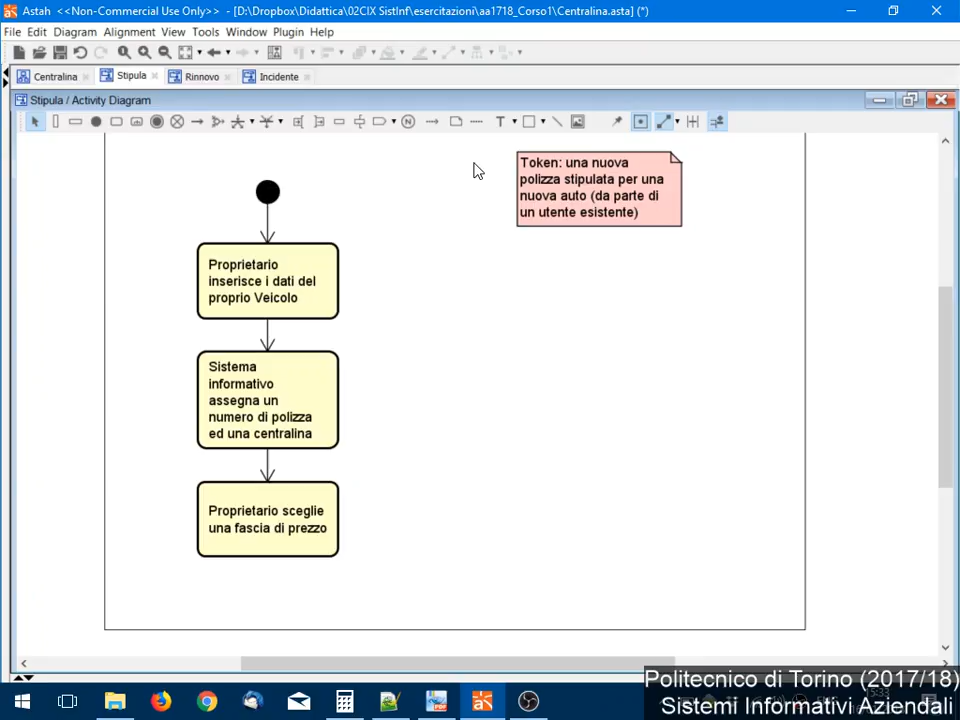 Astah <<Non-Commercial Use Only>> - [D:\Dropbox\Didattica\02CIX SistInf\esercitazioni\aa1718_Corso1\Centralina.asta] (*)
File Edit Diagram Alignment View Tools Window Plugin Help
Centralina Stipula Rinnovo Incidente
Stipula / Activity Diagram
Token: una nuova
polizza stipulata per una
nuova auto (da parte di
un utente esistente)
Proprietario
inserisce i dati del
proprio Veicolo
Sistema
informativo
assegna un
numero di polizza
ed una centralina
Proprietario sceglie
una fascia di prezzo
Politecnico di Torino (2017/18)
Sistemi Informativi Aziendali